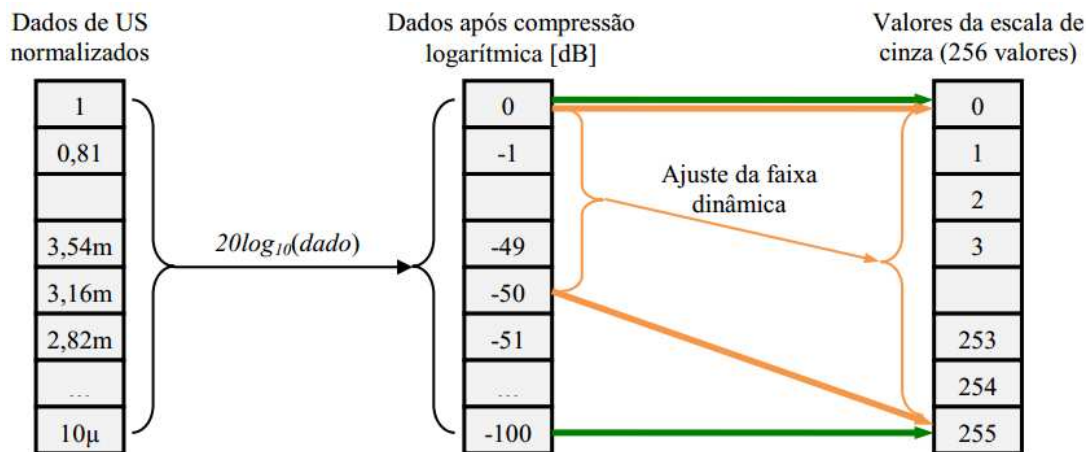 Dados de US
normalizados
1
0,81
3,54m
3,16m
2,82m
...
10µ
20log10(dado)
Dados após compressão
logarítmica [dB]
0
-1
-49
-50
-51
...
-100
Ajuste da faixa
dinâmica
Valores da escala de
cinza (256 valores)
0
1
2
3
253
254
255